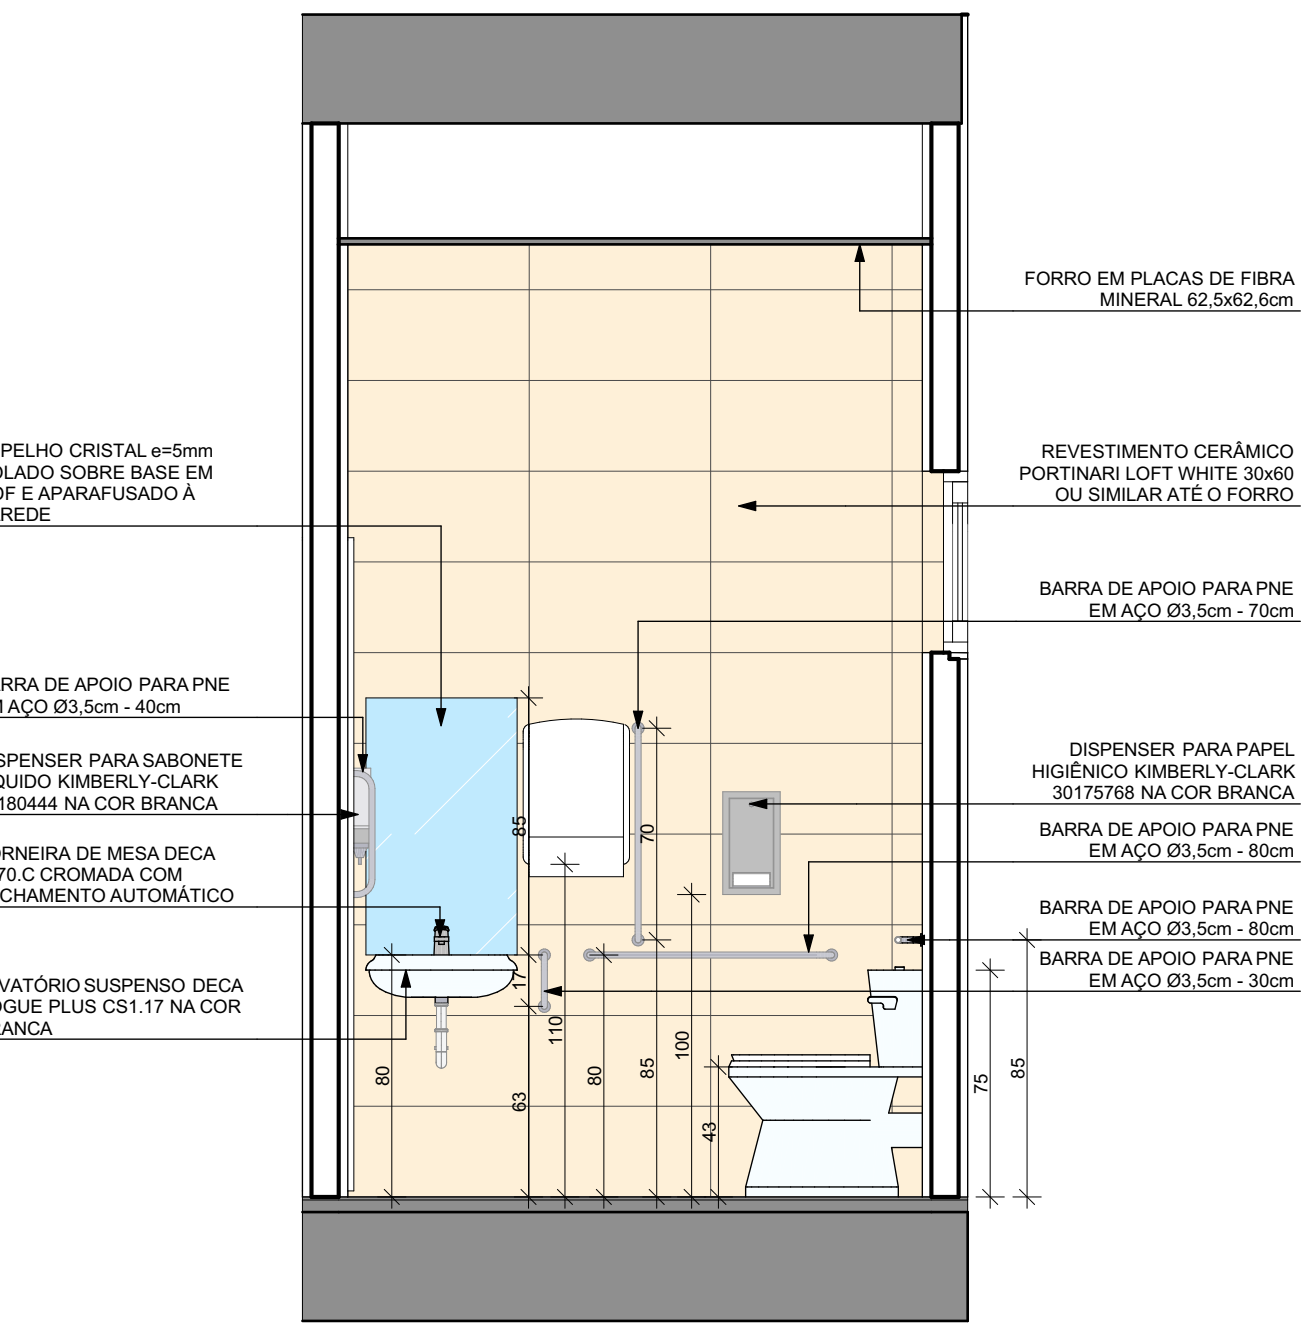 PELHO CRISTAL e=5mm
OLADO SOBRE BASE EM
DF E APARAFUSADO À
AREDE
ARRA DE APOIO PARA PNE
M AÇO Ø3,5cm - 40cm
SPENSER PARA SABONETE
QUIDO KIMBERLY-CLARK
180444 NA COR BRANCA
ORNEIRA DE MESA DECA
70.C CROMADA COM
CHAMENTO AUTOMÁTICO
VATÓRIO SUSPENSO DECA
OGUE PLUS CS1.17 NA COR
RANCA
FORRO EM PLACAS DE FIBRA
MINERAL 62,5x62,6cm
REVESTIMENTO CERÂMICO
PORTINARI LOFT WHITE 30x60
OU SIMILAR ATÉ O FORRO
BARRA DE APOIO PARA PNE
EM AÇO Ø3,5cm - 70cm
DISPENSER PARA PAPEL
HIGIÊNICO KIMBERLY-CLARK
30175768 NA COR BRANCA
BARRA DE APOIO PARA PNE
EM AÇO Ø3,5cm - 80cm
BARRA DE APOIO PARA PNE
EM AÇO Ø3,5cm - 80cm
BARRA DE APOIO PARA PNE
EM AÇO Ø3,5cm - 30cm
85
70
17
80
63
110
80
85
100
43
75
85